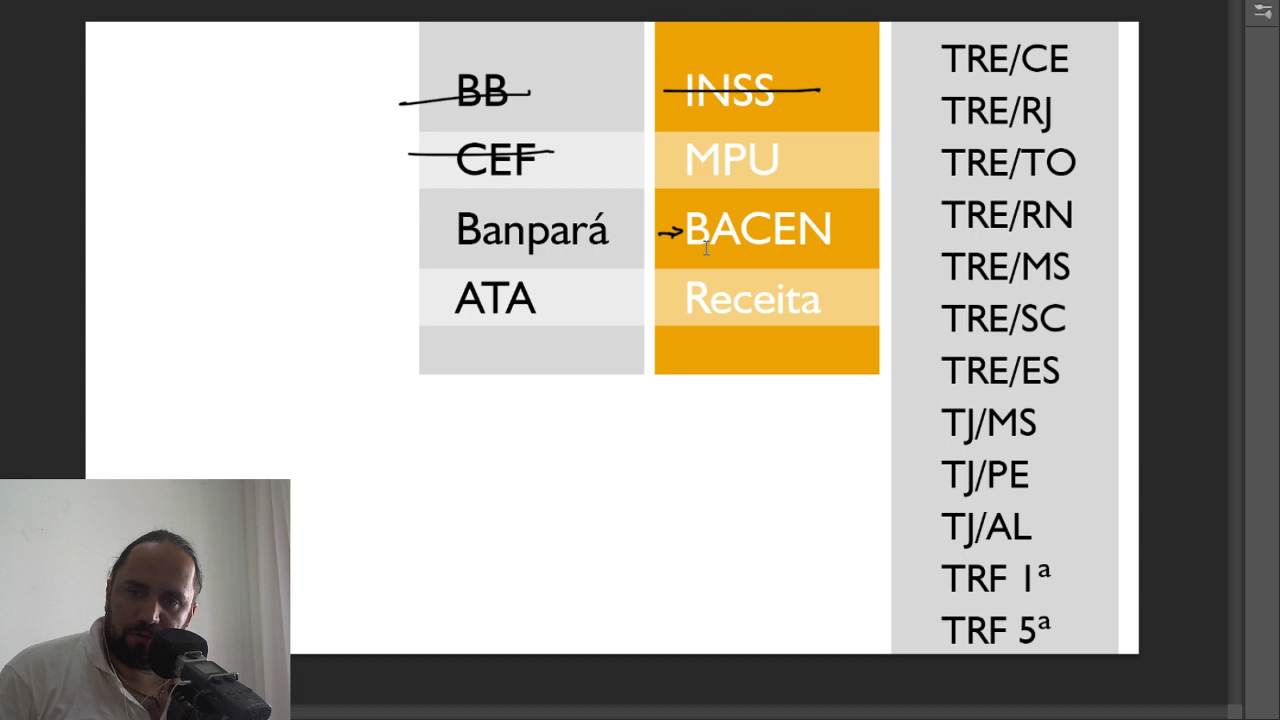 BB
CEF
Banpará
ATA
INSS
MPU
BACEN
Receita
TRE/CE
TRE/RJ
TRE/TO
TRE/RN
TRE/MS
TRE/SC
TRE/ES
TJ/MS
TJ/PE
TJ/AL
TRF 1ª
TRF 5ª